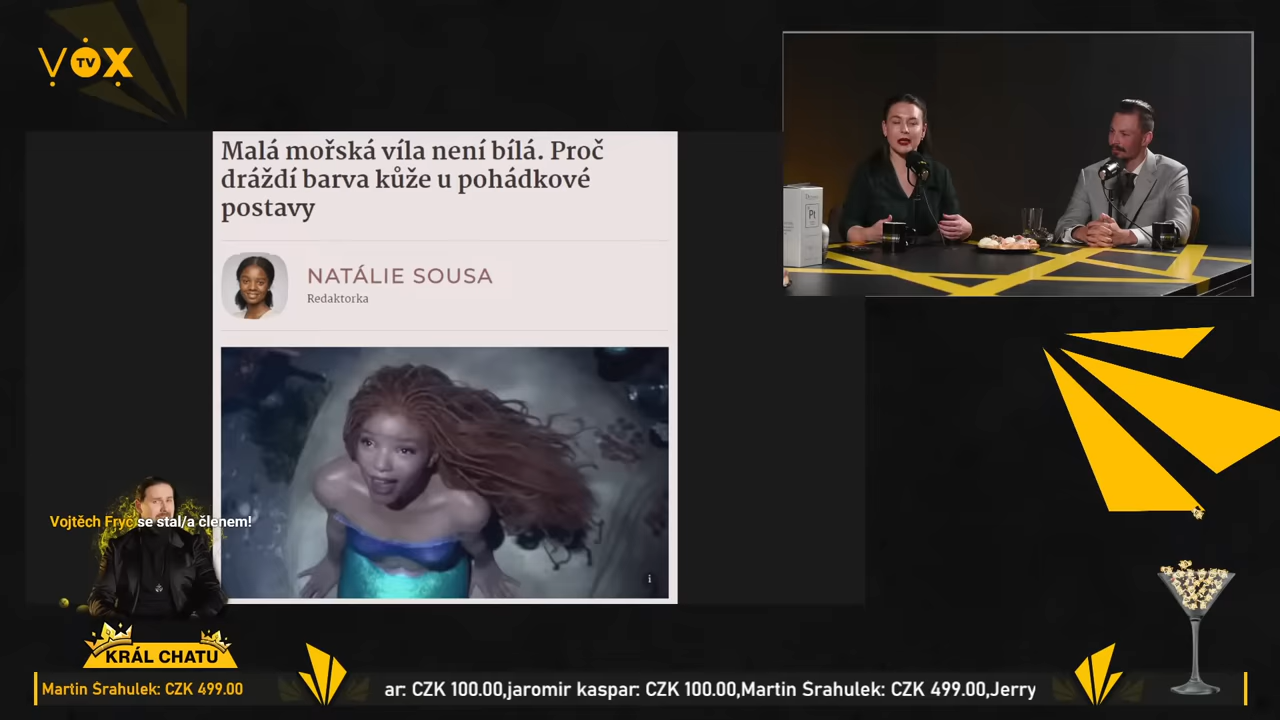 VOX
TV
Malá mořská víla není bílá. Proč
dráždí barva kůže u pohádkové
postavy
NATÁLIE SOUSA
Redaktorka
i
Pt
Vojtěch Fryč se stal/a členem!
KRÁL CHATU
Martin Srahulek: CZK 499.00
ar: CZK 100.00,jaromir kaspar: CZK 100.00,Martin Srahulek: CZK 499.00,Jerry